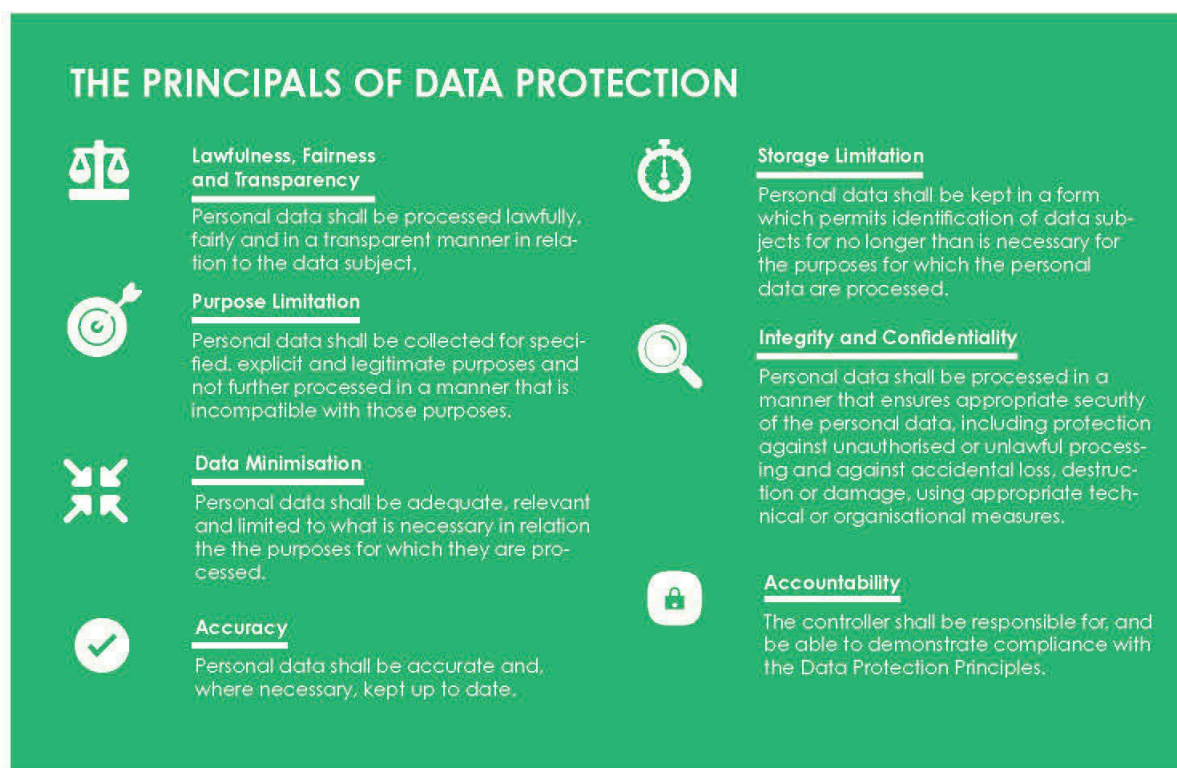 THE PRINCIPALS OF DATA PROTECTION
Lawfulness, Fairness
and Transparency
Personal data shall be processed lawfully,
fairly and in a transparent manner in rela-
tion to the data subject.
Purpose Limitation
Personal data shall be collected for speci-
fied, explicit and legitimate purposes and
not further processed in a manner that is
incompatible with those purposes.
Data Minimisation
Personal data shall be adequate, relevant
and limited to what is necessary in relation
the the purposes for which they are pro-
cessed.
Accuracy
Personal data shall be accurate and,
where necessary, kept up to date.
Storage Limitation
Personal data shall be kept in a form
which permits identification of data sub-
jects for no longer than is necessary for
the purposes for which the personal
data are processed.
Integrity and Confidentiality
Personal data shall be processed in a
manner that ensures appropriate security
of the personal data, including protection
against unauthorised or unlawful process-
ing and against accidental loss, destruc-
tion or damage, using appropriate tech-
nical or organisational measures.
Accountability
The controller shall be responsible for, and
be able to demonstrate compliance with
the Data Protection Principles.